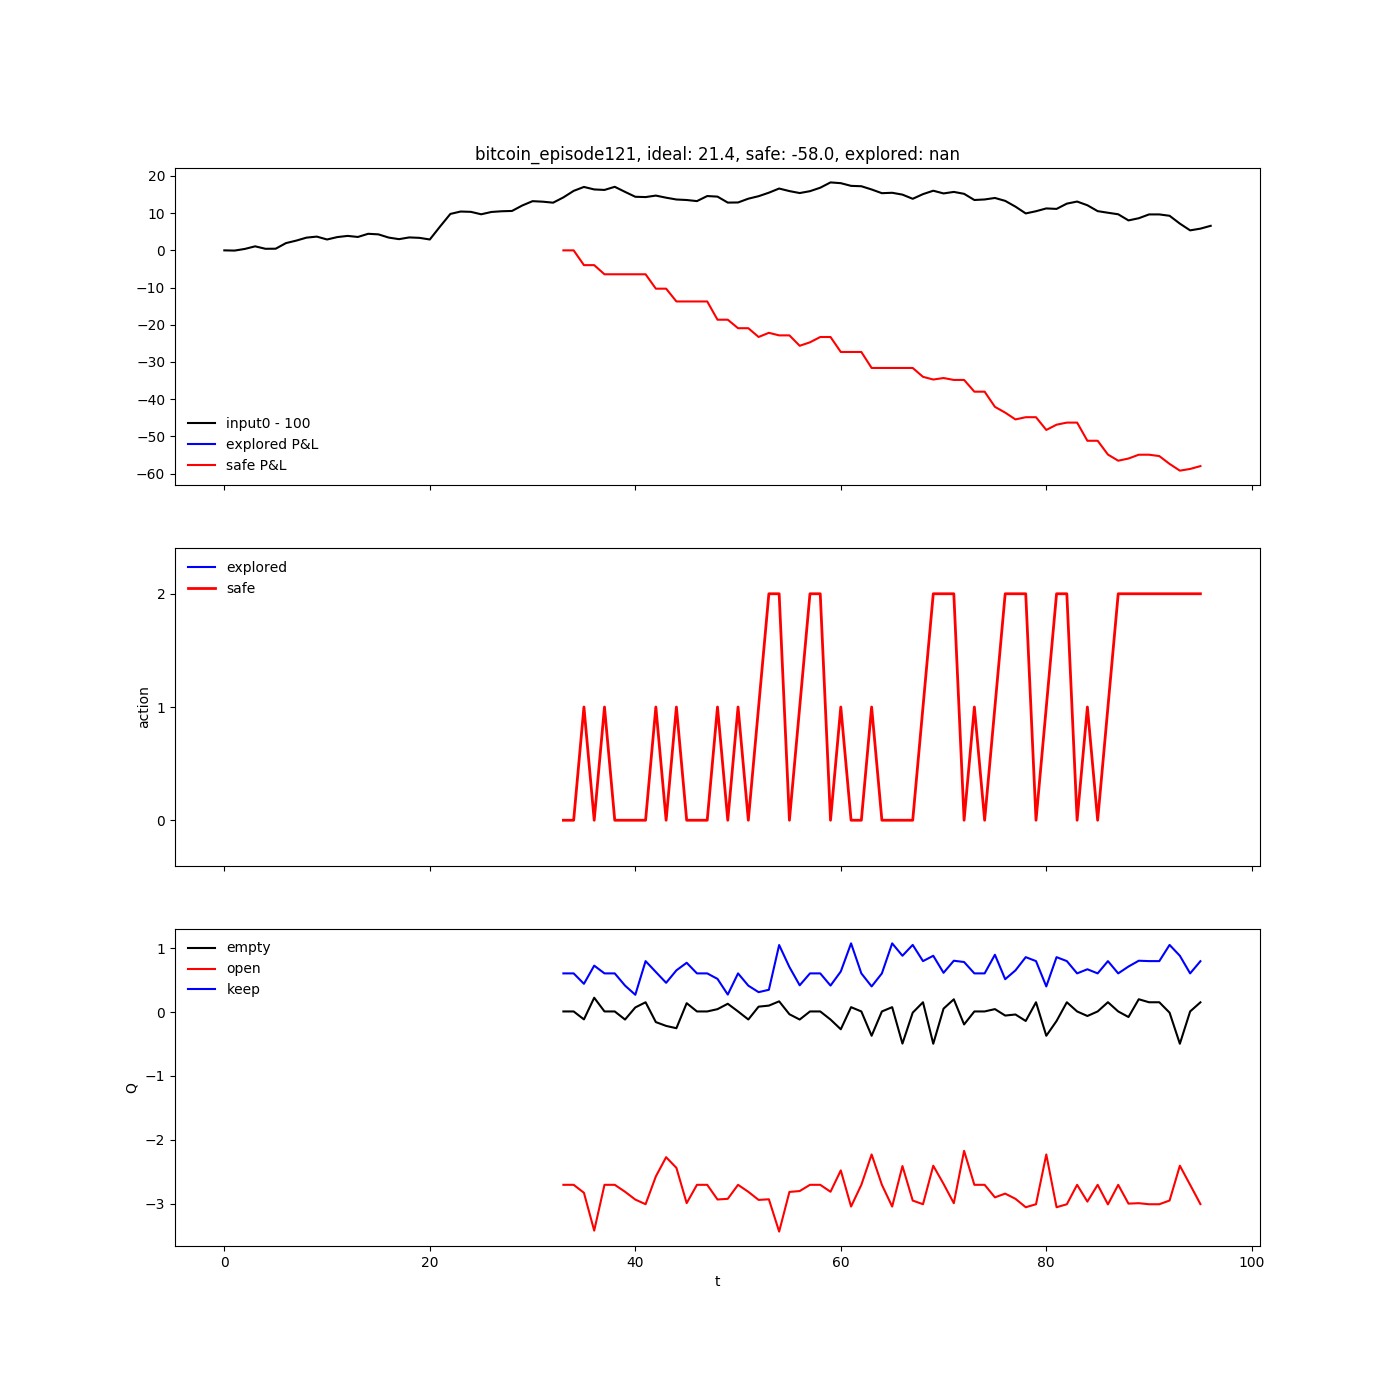 bitcoin_episode121, ideal: 21.4, safe: -58.0, explored: nan
20
10
0
−10
−20
−30
−40
−50
−60
input0 - 100
explored P&L
safe P&L
action
2
1
0
explored
safe
Q
1
0
−1
−2
−3
empty
open
keep
0 20 40 60 80 100
t